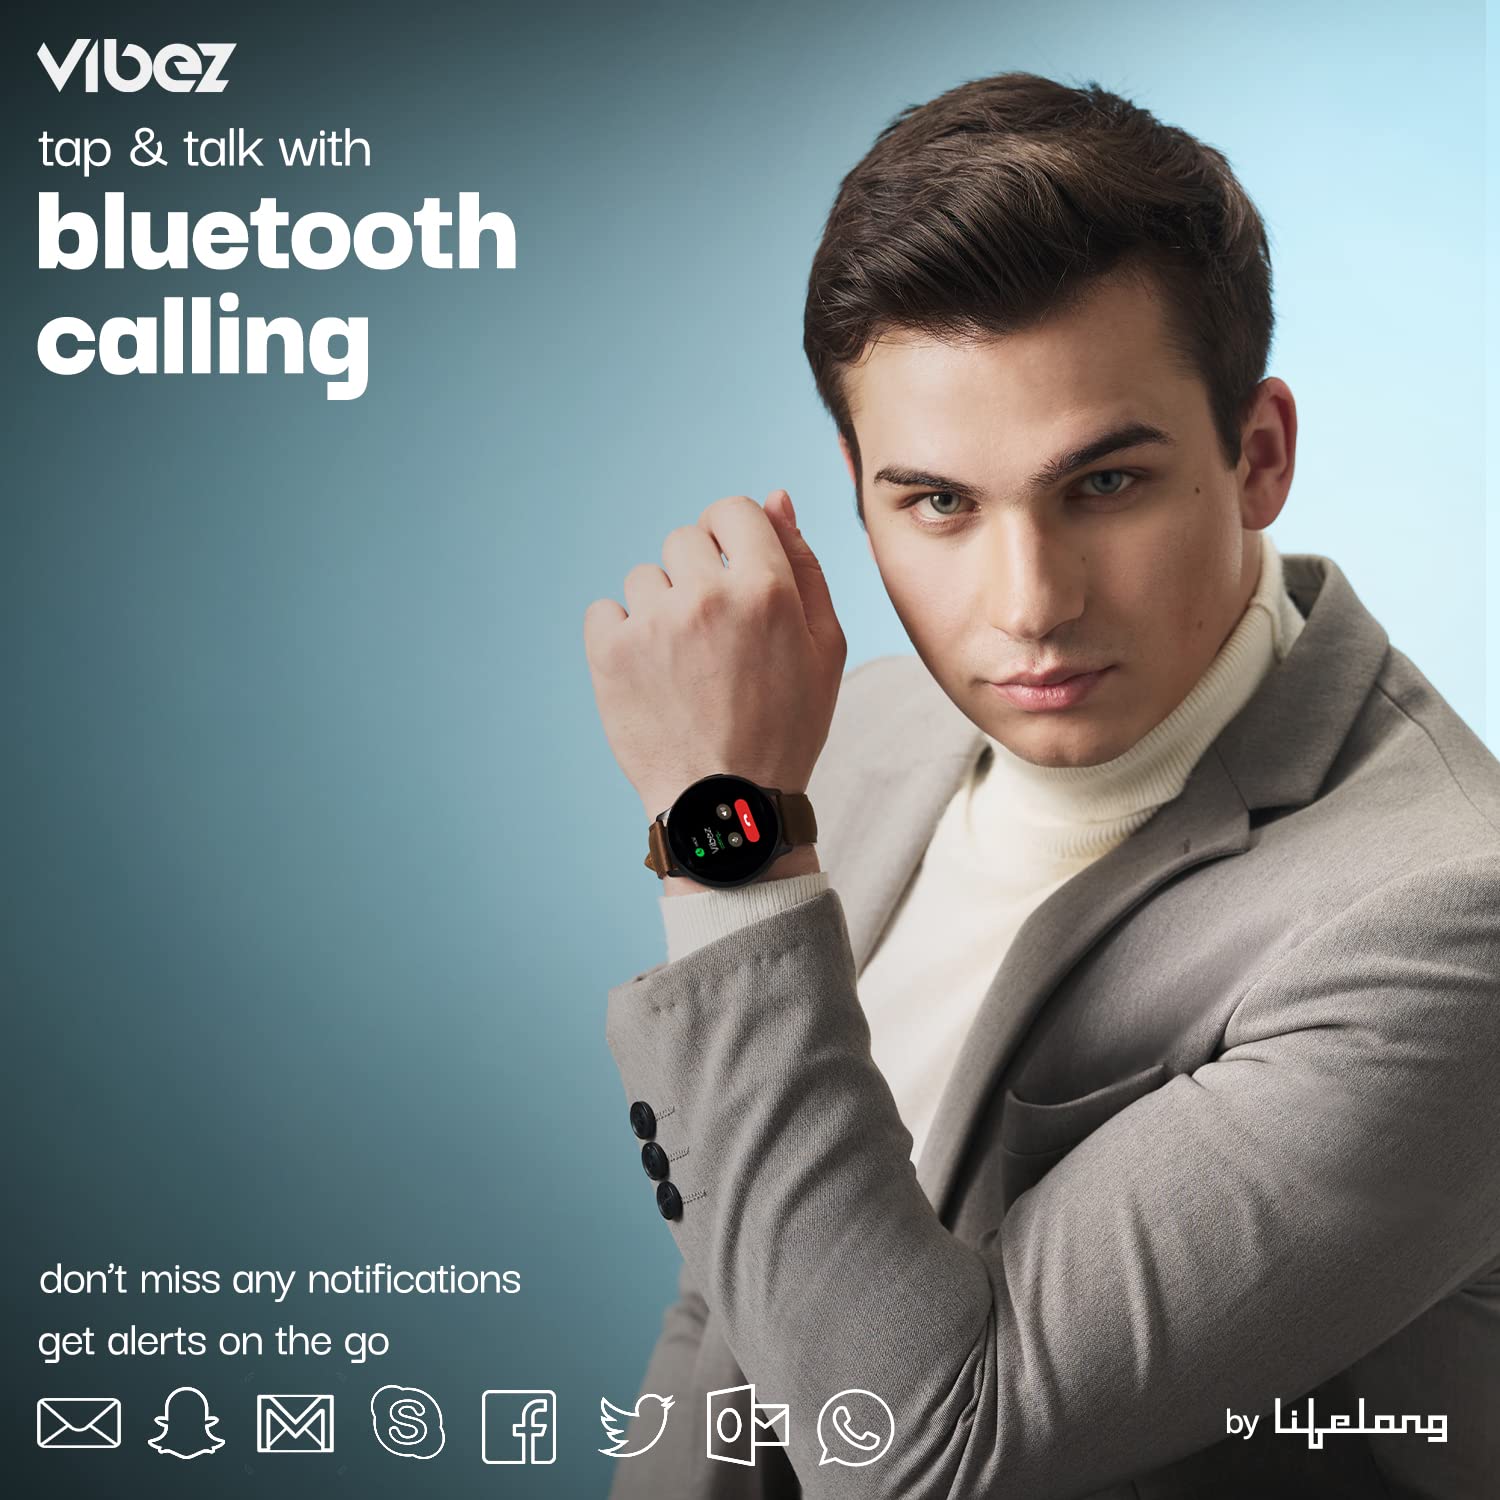 vibez
tap & talk with
bluetooth
calling
Vibez
don't miss any notifications
get alerts on the go
by lifelong